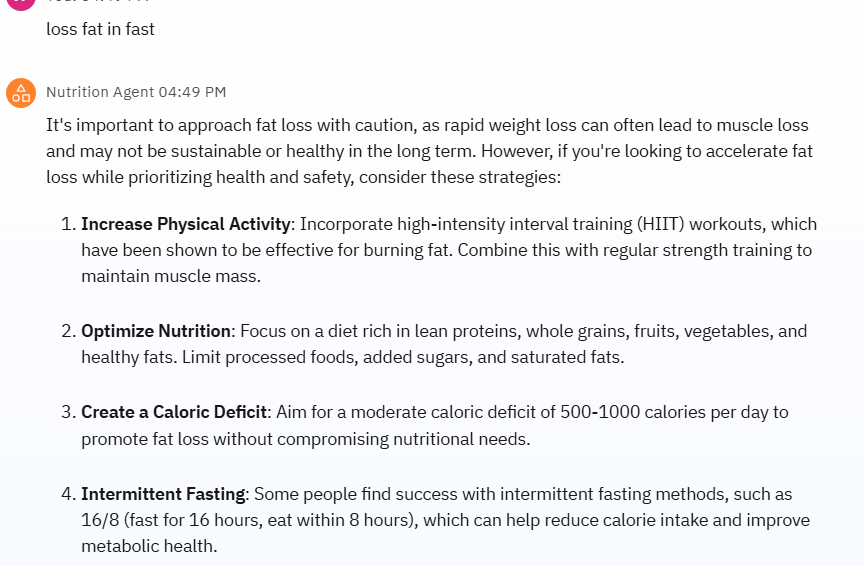 loss fat in fast
Nutrition Agent 04:49 PM
It's important to approach fat loss with caution, as rapid weight loss can often lead to muscle loss
and may not be sustainable or healthy in the long term. However, if you're looking to accelerate fat
loss while prioritizing health and safety, consider these strategies:
1. Increase Physical Activity: Incorporate high-intensity interval training (HIIT) workouts, which
have been shown to be effective for burning fat. Combine this with regular strength training to
maintain muscle mass.
2. Optimize Nutrition: Focus on a diet rich in lean proteins, whole grains, fruits, vegetables, and
healthy fats. Limit processed foods, added sugars, and saturated fats.
3. Create a Caloric Deficit: Aim for a moderate caloric deficit of 500-1000 calories per day to
promote fat loss without compromising nutritional needs.
4. Intermittent Fasting: Some people find success with intermittent fasting methods, such as
16/8 (fast for 16 hours, eat within 8 hours), which can help reduce calorie intake and improve
metabolic health.